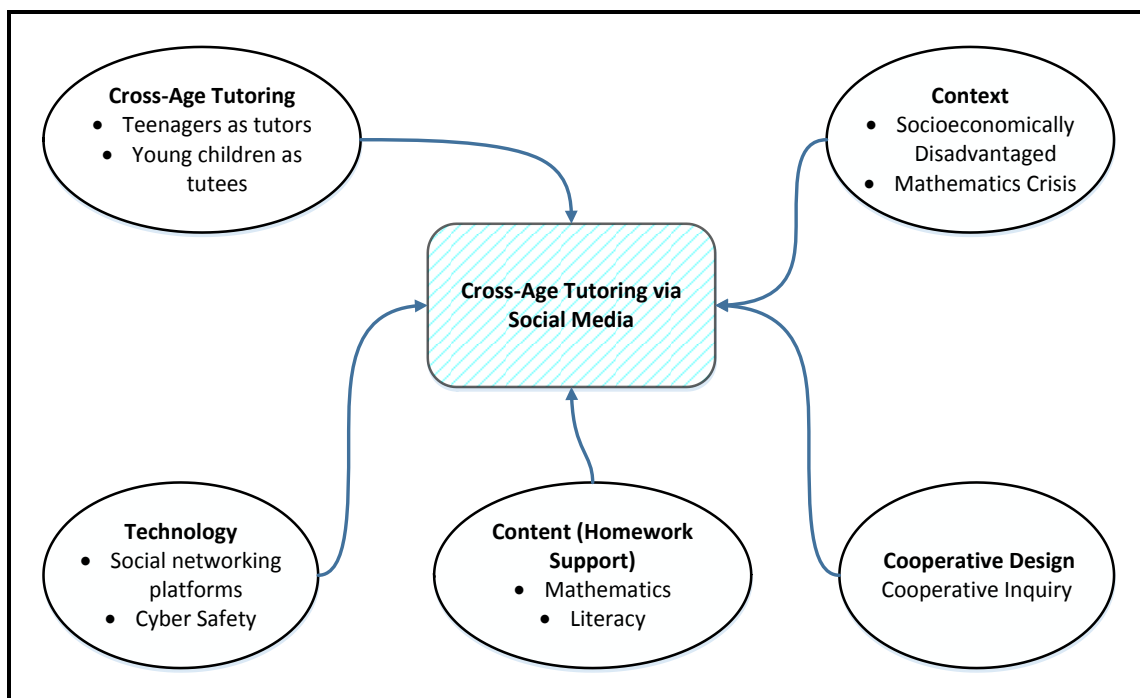 Cross-Age Tutoring
• Teenagers as tutors
• Young children as
tutees
Context
• Socioeconomically
Disadvantaged
• Mathematics Crisis
Cross-Age Tutoring via
Social Media
Technology
• Social networking
platforms
• Cyber Safety
Content (Homework
Support)
• Mathematics
• Literacy
Cooperative Design
Cooperative Inquiry